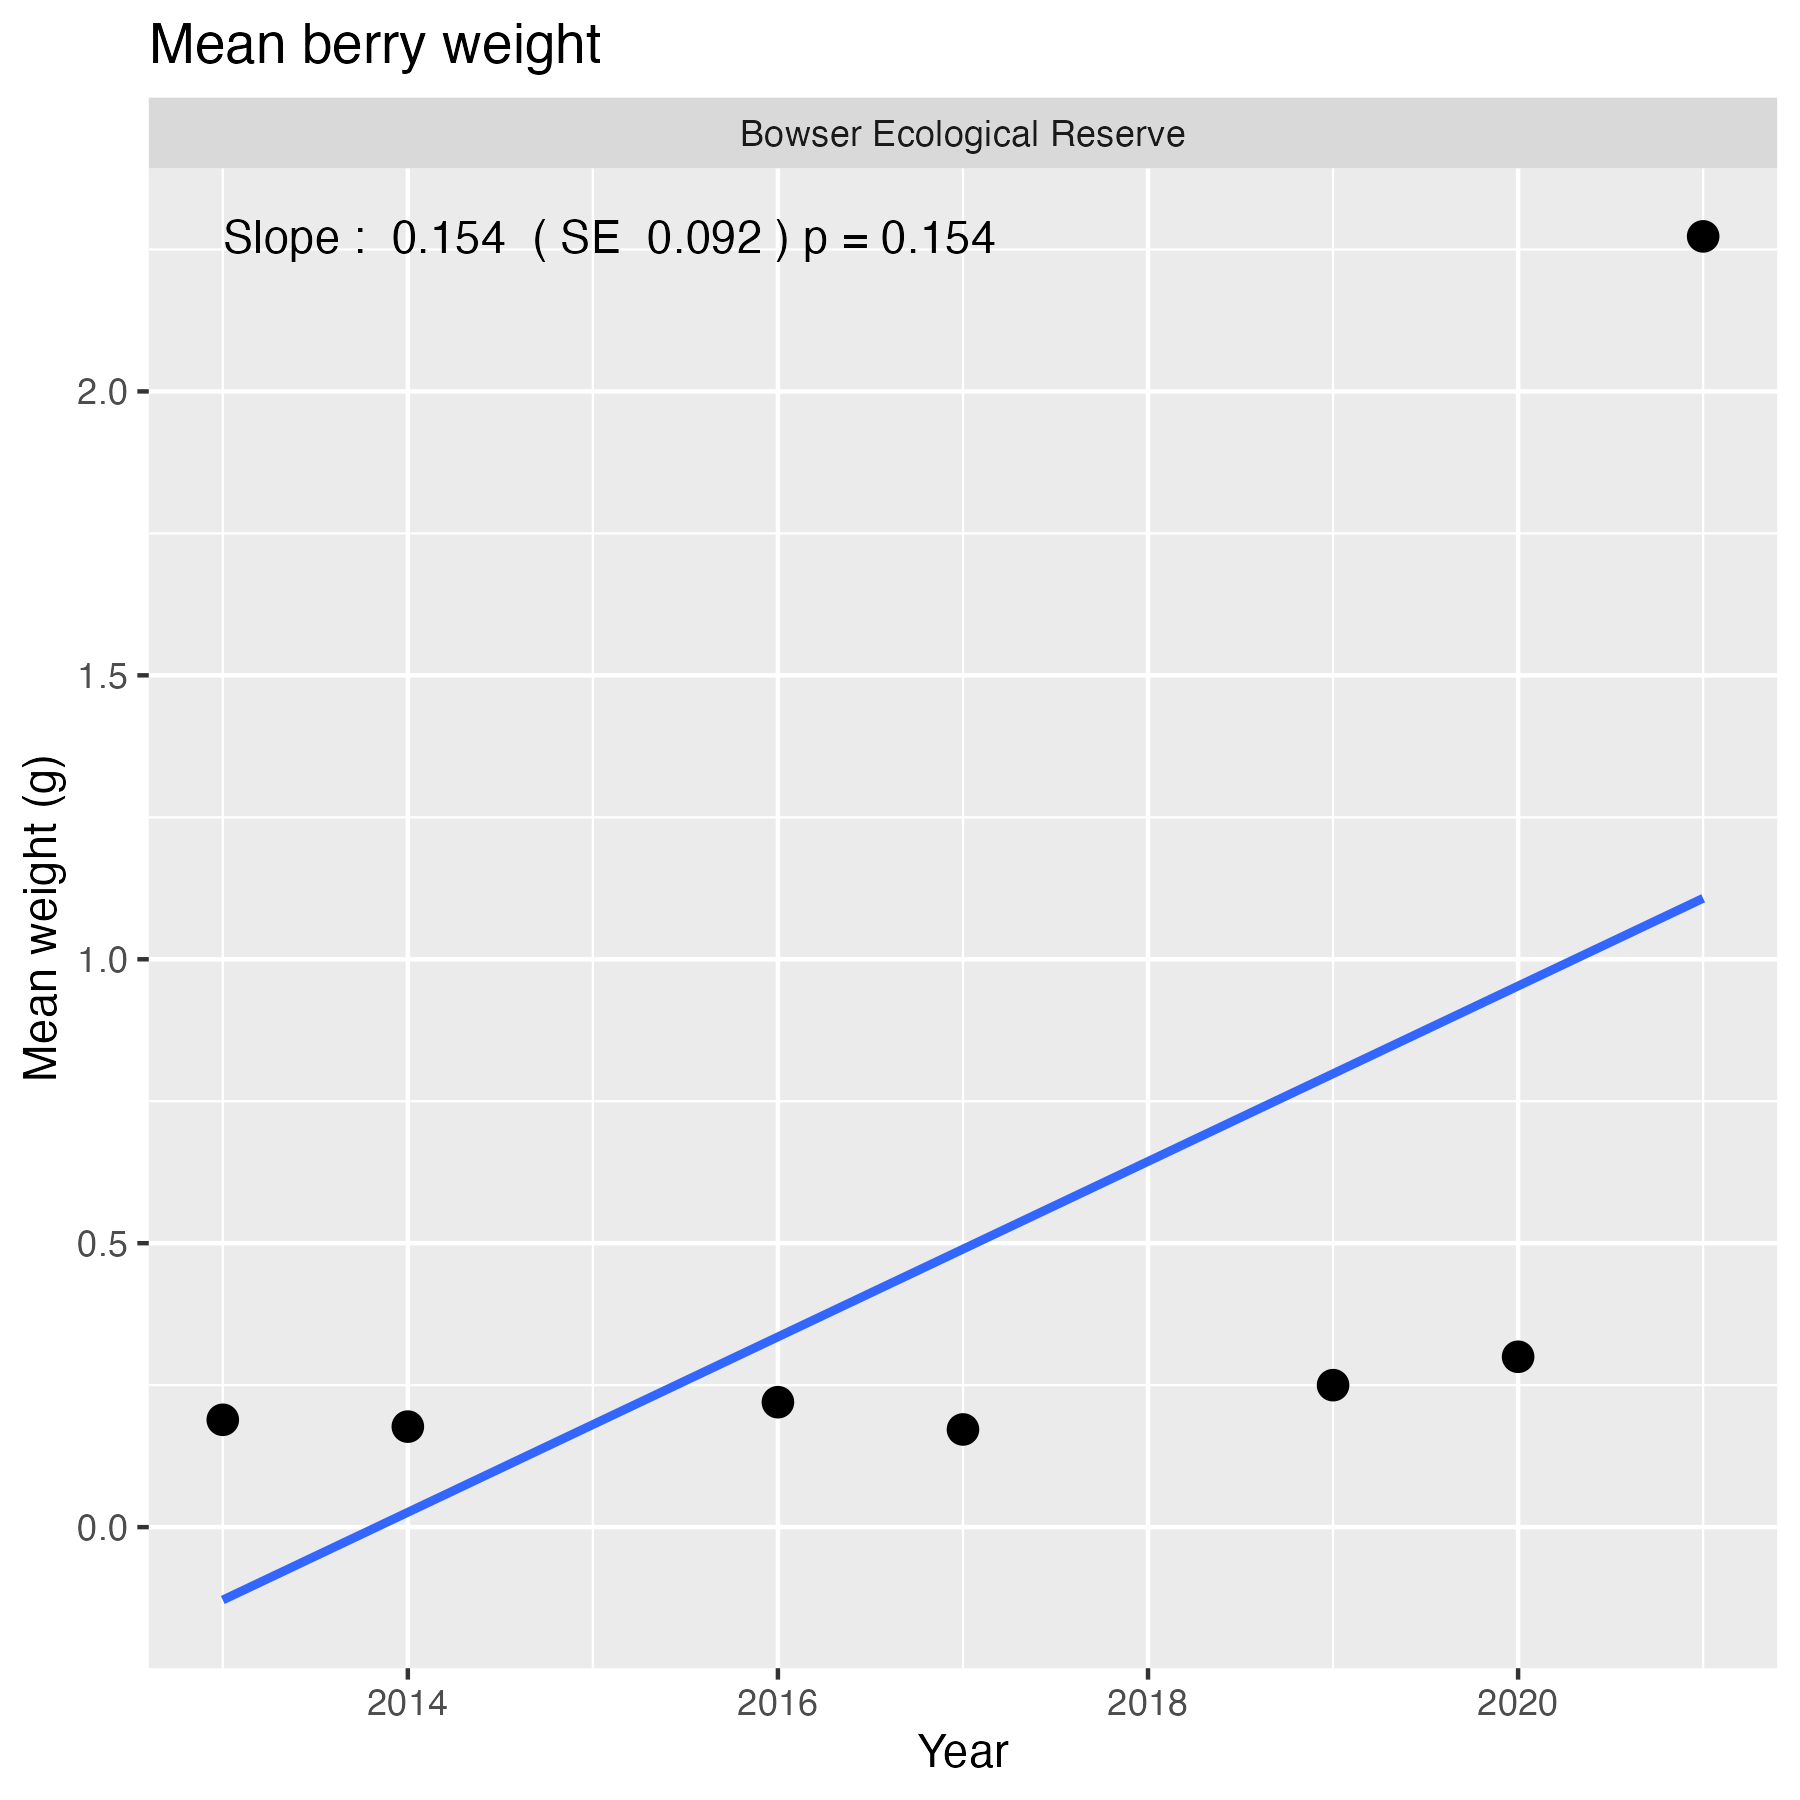 Mean berry weight
Bowser Ecological Reserve
Slope :  0.154  ( SE  0.092 ) p = 0.154
2.0
1.5
1.0
0.5
0.0
Mean weight (g)
2014 2016 2018 2020
Year